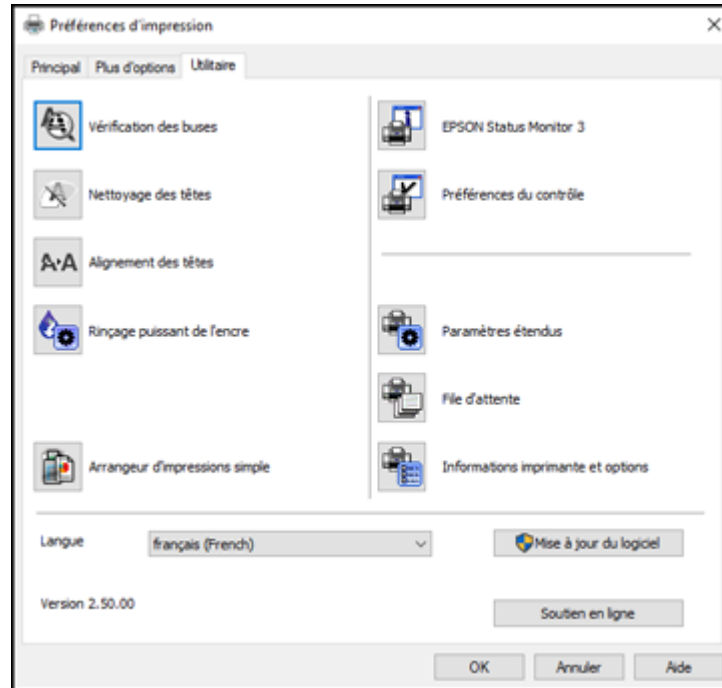 Préférences d'impression
Principal Plus d'options Utilitaire
Vérification des buses
Nettoyage des têtes
Alignement des têtes
Rinçage puissant de l'encre
Arrangeur d'impressions simple
EPSON Status Monitor 3
Préférences du contrôle
Paramètres étendus
File d'attente
Informations imprimante et options
Langue français (French)
Mise à jour du logiciel
Version 2.50.00
Soutien en ligne
OK Annuler Aide